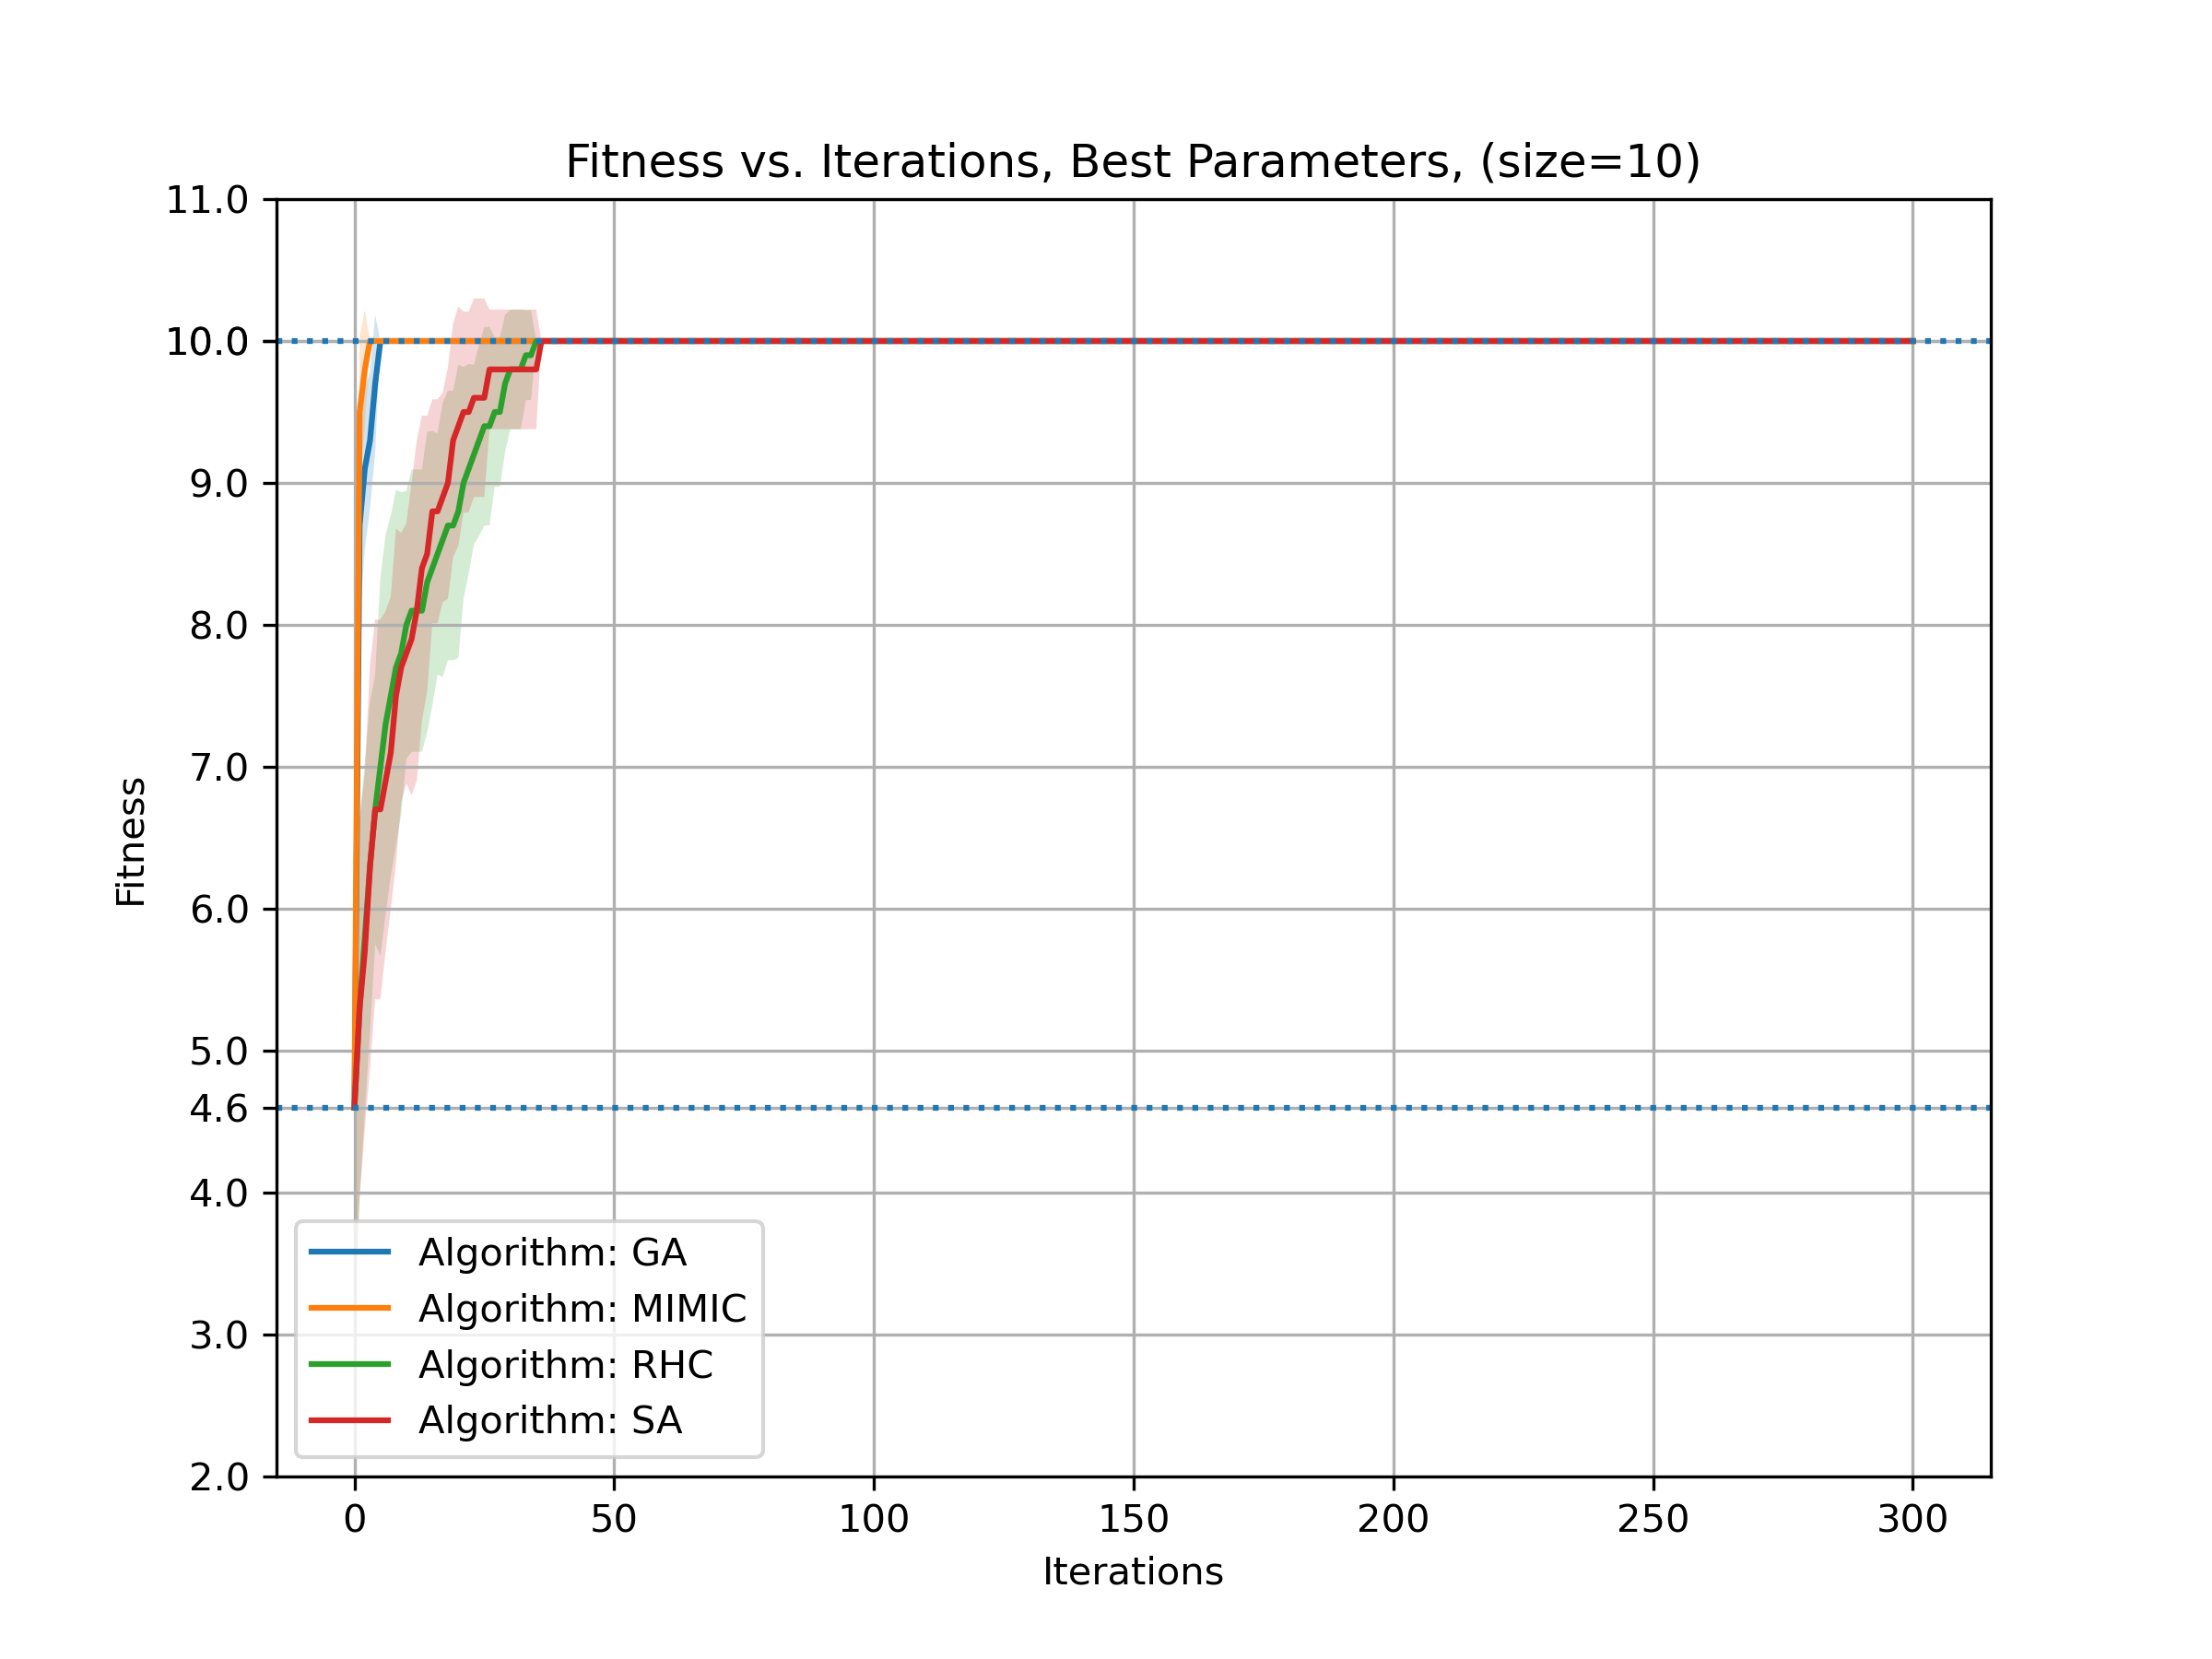 Fitness vs. Iterations, Best Parameters, (size=10)
11.0
10.0
9.0
8.0
7.0
6.0
5.0
4.6
4.0
3.0
2.0
Fitness
Algorithm: GA
Algorithm: MIMIC
Algorithm: RHC
Algorithm: SA
0 50 100 150 200 250 300
Iterations